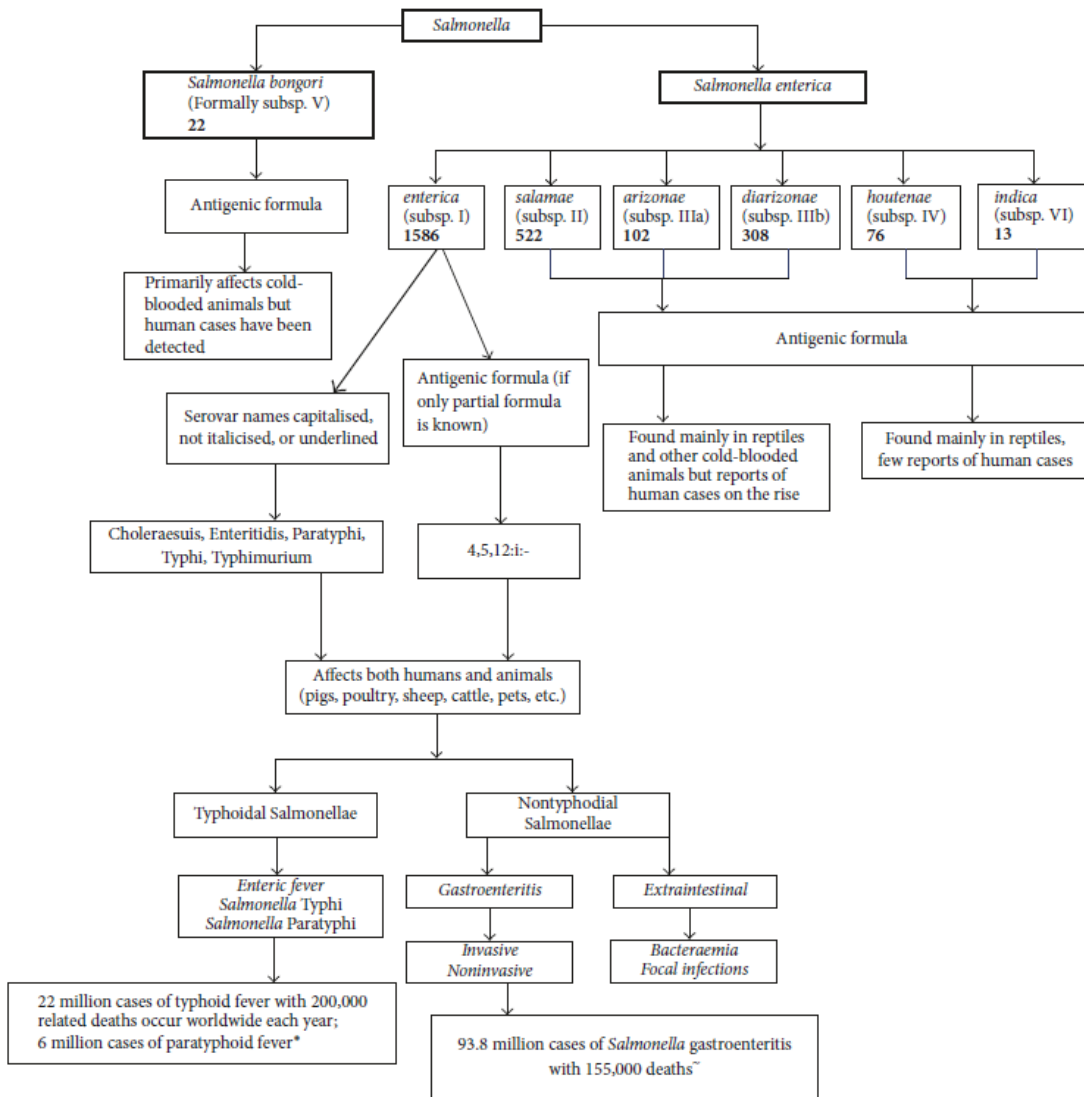 Salmonella
Salmonella bongori
(Formally subsp. V)
22
Salmonella enterica
Antigenic formula
enterica
(subsp. I)
1586
salamae
(subsp. II)
522
arizonae
(subsp. IIIa)
102
diarizonae
(subsp. IIIb)
308
houtenae
(subsp. IV)
76
indica
(subsp. VI)
13
Primarily affects cold-
blooded animals but
human cases have been
detected
Antigenic formula
Serovar names capitalised,
not italicised, or underlined
Antigenic formula (if
only partial formula
is known)
Found mainly in reptiles
and other cold-blooded
animals but reports of
human cases on the rise
Found mainly in reptiles,
few reports of human cases
Choleraesuis, Enteritidis, Paratyphi,
Typhi, Typhimurium
4,5,12:i:-
Affects both humans and animals
(pigs, poultry, sheep, cattle, pets, etc.)
Typhoidal Salmonellae
Nontyphodial
Salmonellae
Enteric fever
Salmonella Typhi
Salmonella Paratyphi
Gastroenteritis
Extraintestinal
Invasive
Noninvasive
Bacteraemia
Focal infections
22 million cases of typhoid fever with 200,000
related deaths occur worldwide each year;
6 million cases of paratyphoid fever*
93.8 million cases of Salmonella gastroenteritis
with 155,000 deaths~